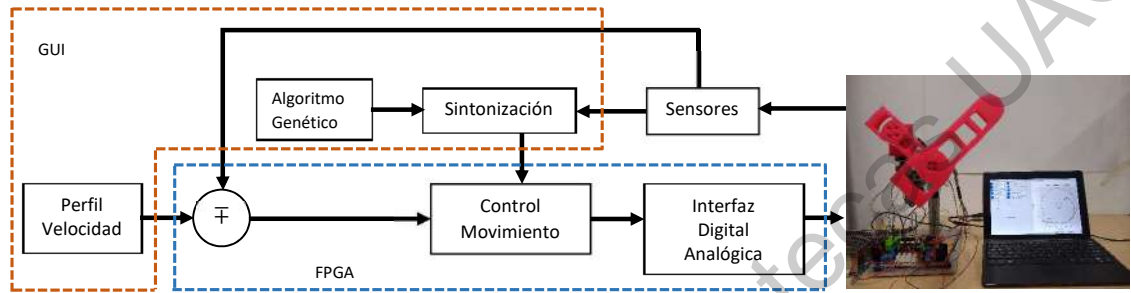 GUI
Algoritmo
Genético
Sintonización
Sensores
Perfil
Velocidad
∓
Control
Movimiento
Interfaz
Digital
Analógica
FPGA